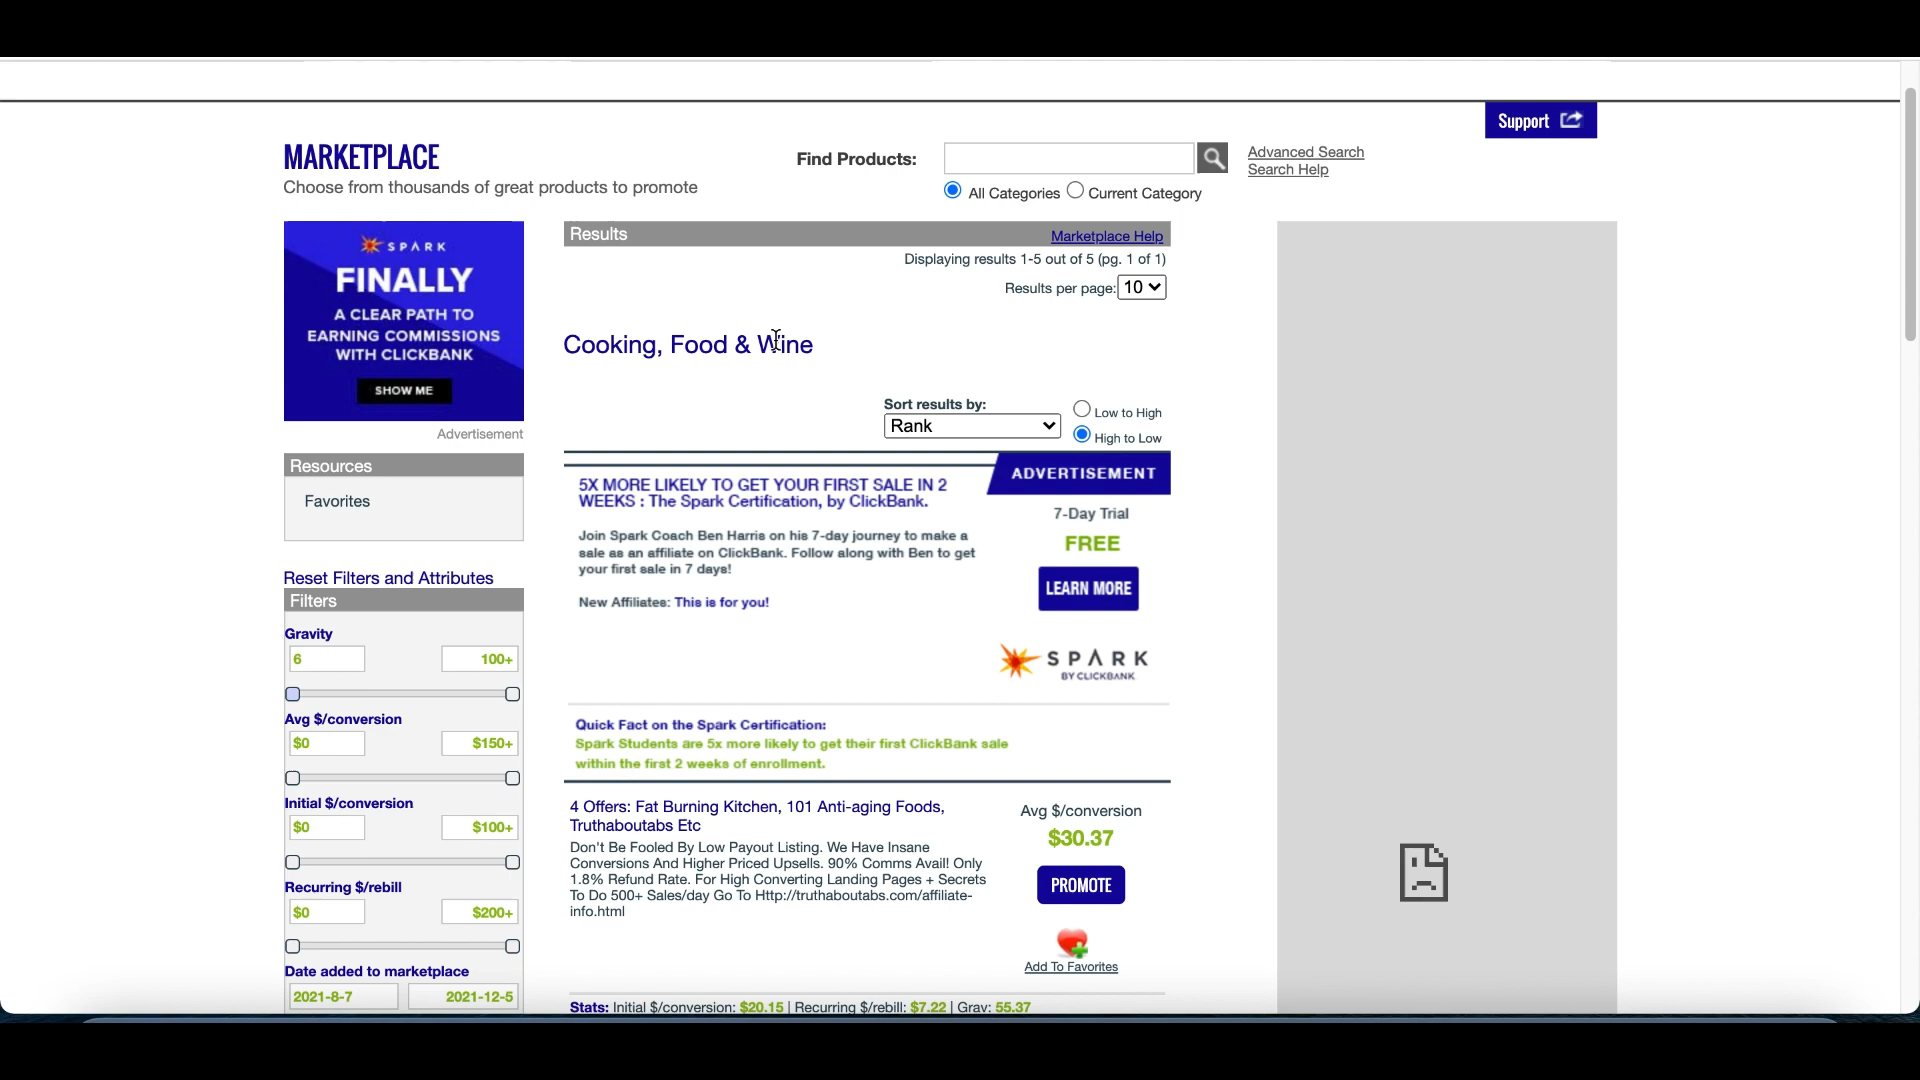 Support
MARKETPLACE
Choose from thousands of great products to promote
Find Products:
Advanced Search
Search Help
All Categories
Current Category
SPARK
FINALLY
A CLEAR PATH TO
EARNING COMMISSIONS
WITH CLICKBANK
SHOW ME
Advertisement
Resources
Favorites
Reset Filters and Attributes
Filters
Gravity
6
100+
Avg $/conversion
$0
$150+
Initial $/conversion
$0
$100+
Recurring $/rebill
$0
$200+
Date added to marketplace
2021-8-7
2021-12-5
Results
Marketplace Help
Displaying results 1-5 out of 5 (pg. 1 of 1)
Results per page: 10
Cooking, Food & Wine
Sort results by:
Rank
Low to High
High to Low
ADVERTISEMENT
5X MORE LIKELY TO GET YOUR FIRST SALE IN 2
WEEKS : The Spark Certification, by ClickBank.
Join Spark Coach Ben Harris on his 7-day journey to make a
sale as an affiliate on ClickBank. Follow along with Ben to get
your first sale in 7 days!
New Affiliates: This is for you!
7-Day Trial
FREE
LEARN MORE
SPARK
BY CLICKBANK
Quick Fact on the Spark Certification:
Spark Students are 5x more likely to get their first ClickBank sale
within the first 2 weeks of enrollment.
4 Offers: Fat Burning Kitchen, 101 Anti-aging Foods,
Truthaboutabs Etc
Don't Be Fooled By Low Payout Listing. We Have Insane
Conversions And Higher Priced Upsells. 90% Comms Avail! Only
1.8% Refund Rate. For High Converting Landing Pages + Secrets
To Do 500+ Sales/day Go To Http://truthaboutabs.com/affiliate-
info.html
Avg $/conversion
$30.37
PROMOTE
Add To Favorites
Stats: Initial $/conversion: $20.15 | Recurring $/rebill: $7.22 | Grav: 55.37